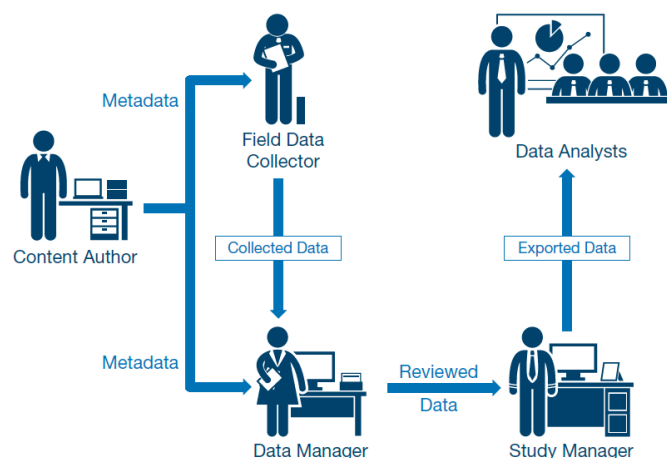 Metadata
Field Data
Collector
Data Analysts
Content Author
Collected Data
Exported Data
Metadata
Reviewed
Data
Data Manager
Study Manager